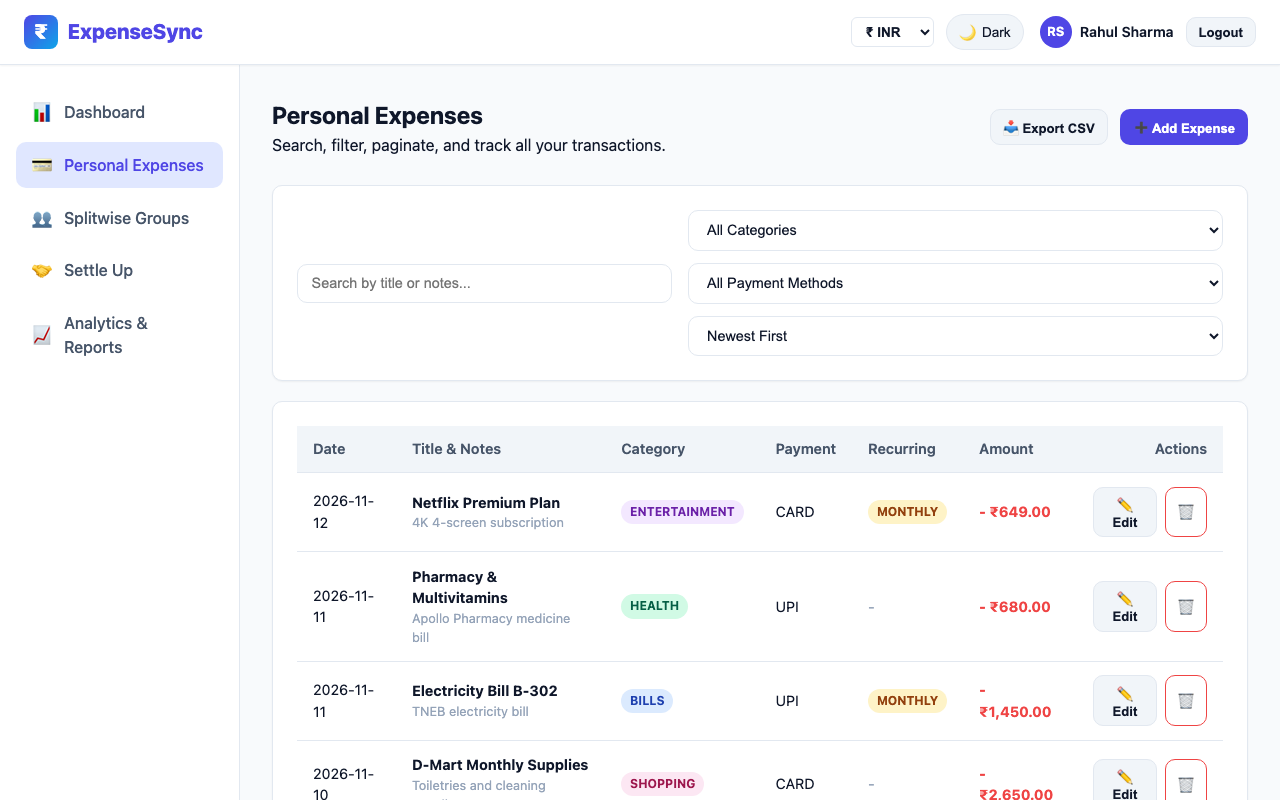 ₹ ExpenseSync
₹ INR
Dark
RS
Rahul Sharma
Logout
Dashboard
Personal Expenses
Splitwise Groups
Settle Up
Analytics &
Reports
Personal Expenses
Search, filter, paginate, and track all your transactions.
Export CSV
Add Expense
Search by title or notes...
All Categories
All Payment Methods
Newest First
Date Title & Notes Category Payment Recurring Amount Actions
2026-11-
12
Netflix Premium Plan
4K 4-screen subscription
ENTERTAINMENT
CARD
MONTHLY
- ₹649.00
Edit
2026-11-
11
Pharmacy &
Multivitamins
Apollo Pharmacy medicine
bill
HEALTH
UPI
-
- ₹680.00
Edit
2026-11-
11
Electricity Bill B-302
TNEB electricity bill
BILLS
UPI
MONTHLY
-
₹1,450.00
Edit
2026-11-
10
D-Mart Monthly Supplies
Toiletries and cleaning
SHOPPING
CARD
-
-
₹2,650.00
Edit